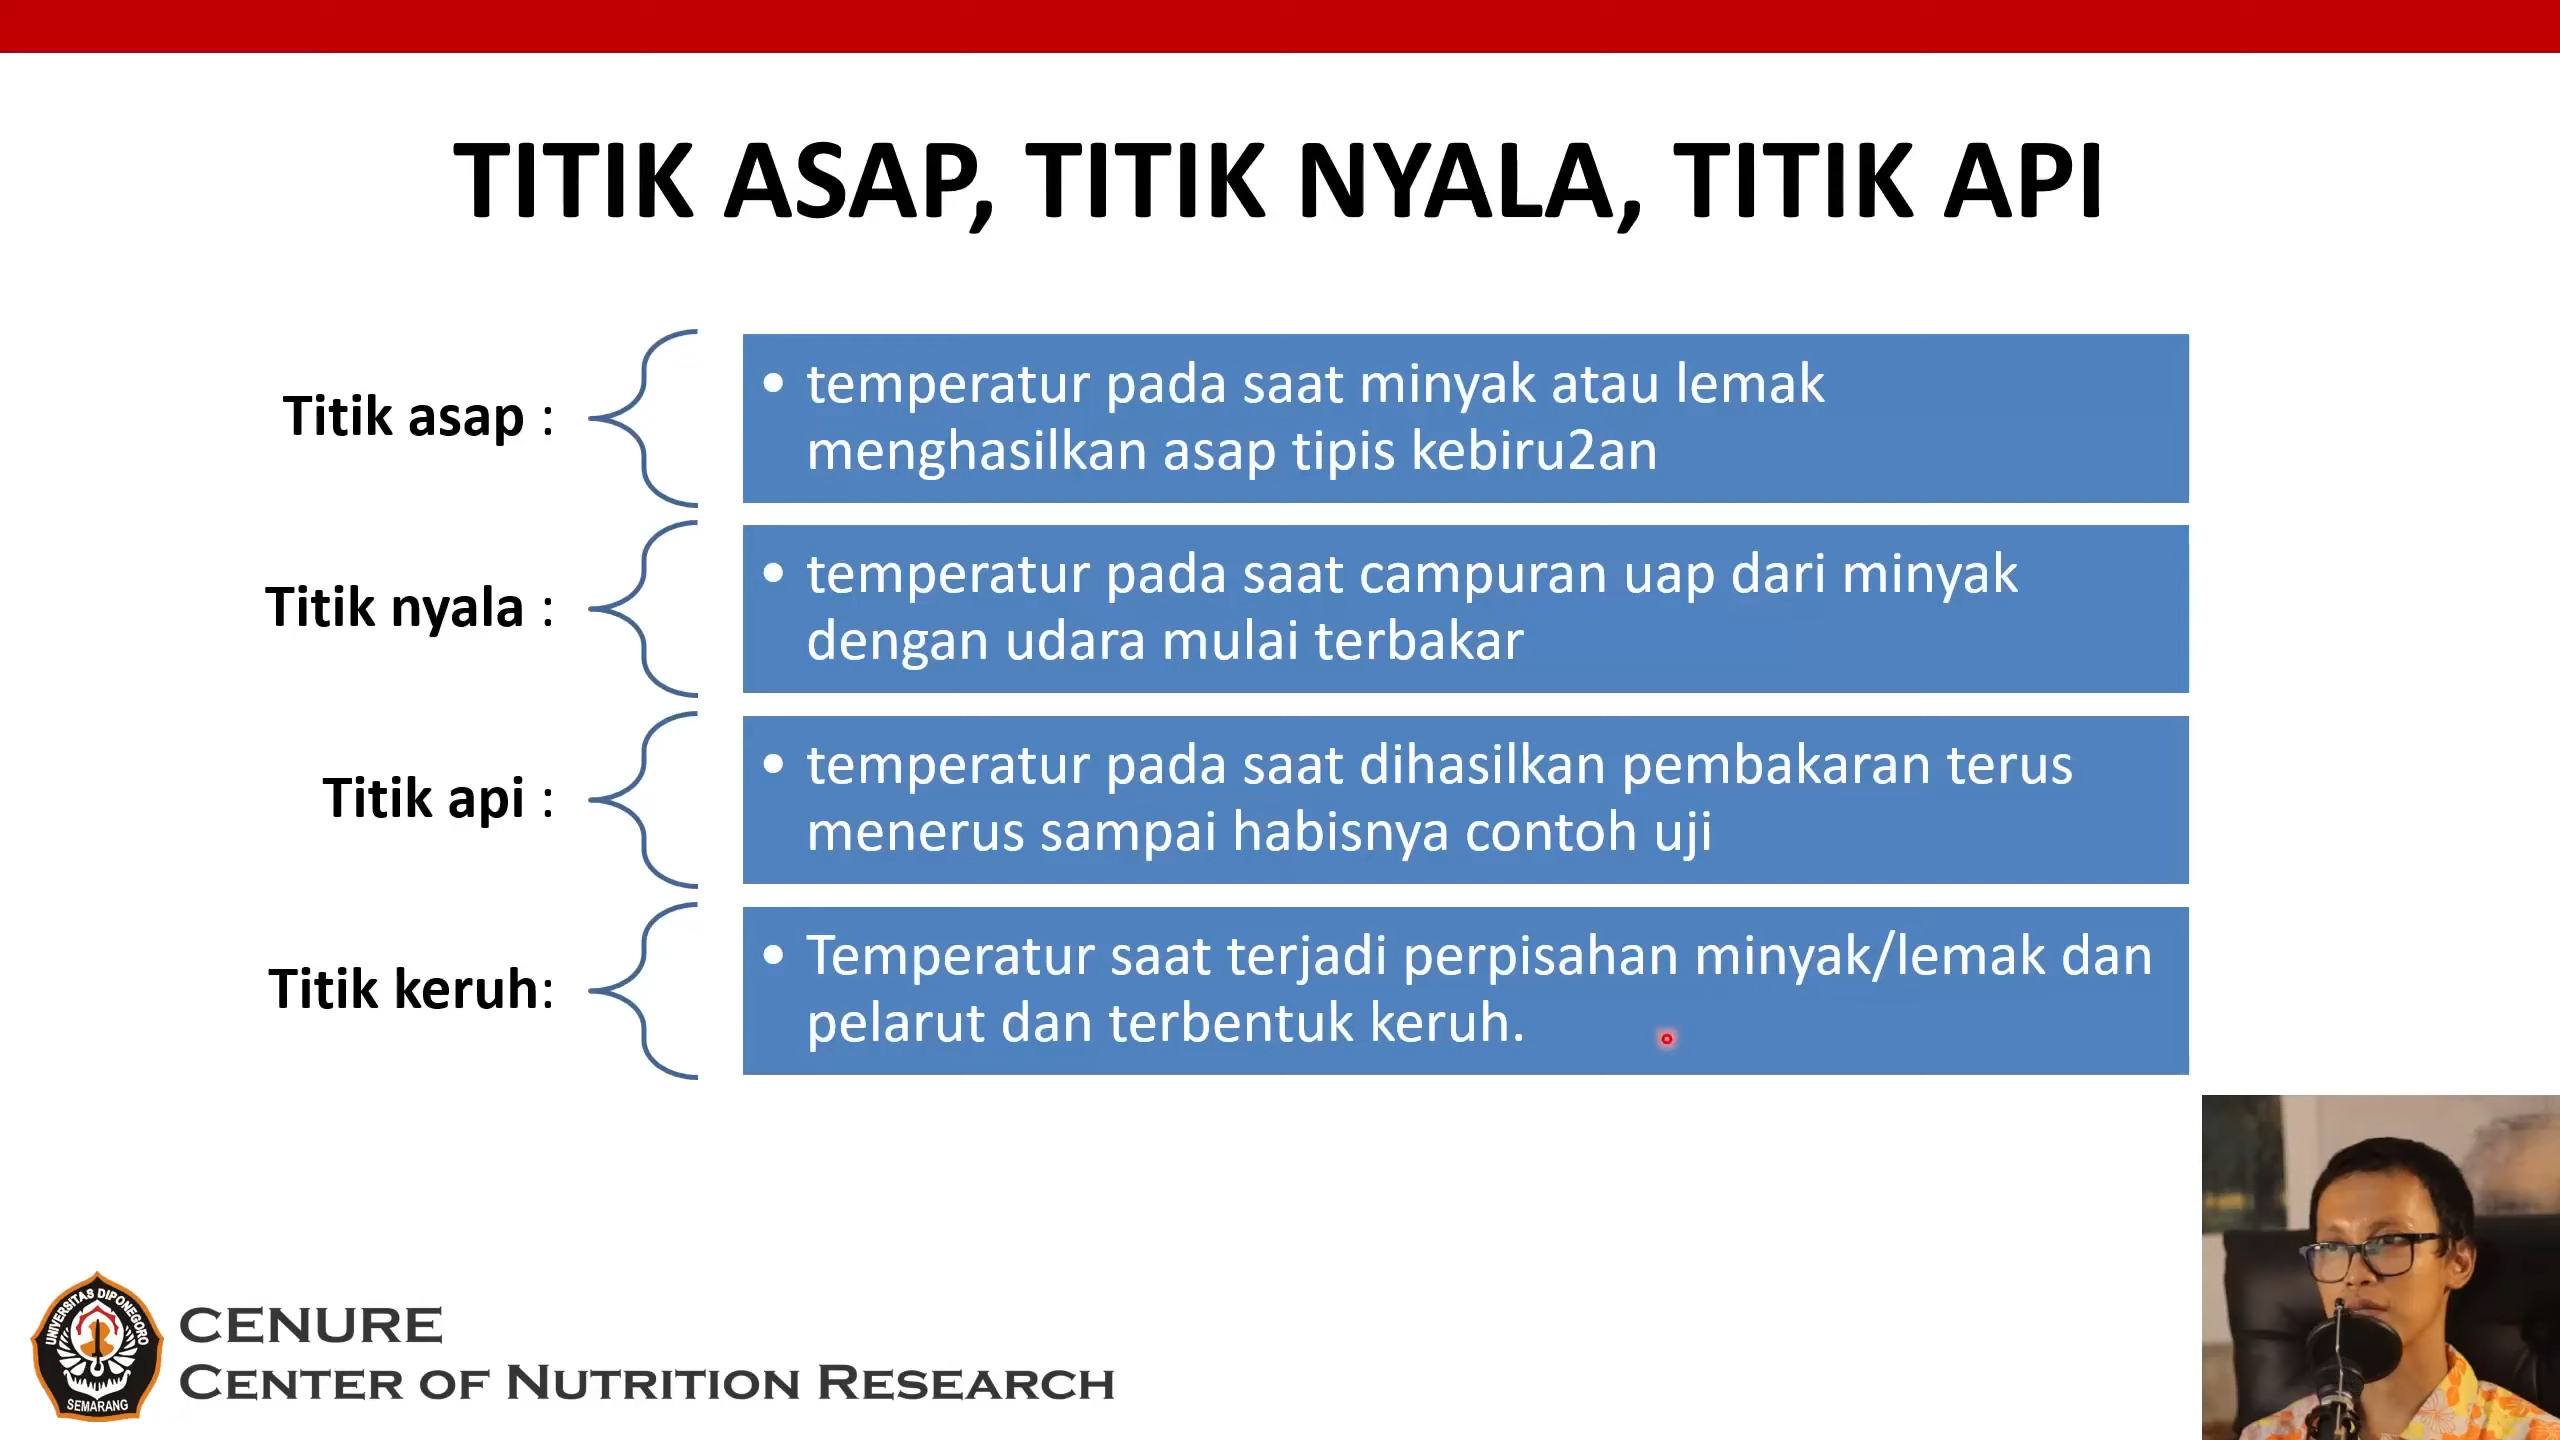 TITIK ASAP, TITIK NYALA, TITIK API
Titik asap :
• temperatur pada saat minyak atau lemak
menghasilkan asap tipis kebiru2an
Titik nyala :
• temperatur pada saat campuran uap dari minyak
dengan udara mulai terbakar
Titik api :
• temperatur pada saat dihasilkan pembakaran terus
menerus sampai habisnya contoh uji
Titik keruh:
• Temperatur saat terjadi perpisahan minyak/lemak dan
pelarut dan terbentuk keruh.
UNIVERSITAS DIPONEGORO
SEMARANG
CENURE
CENTER OF NUTRITION RESEARCH